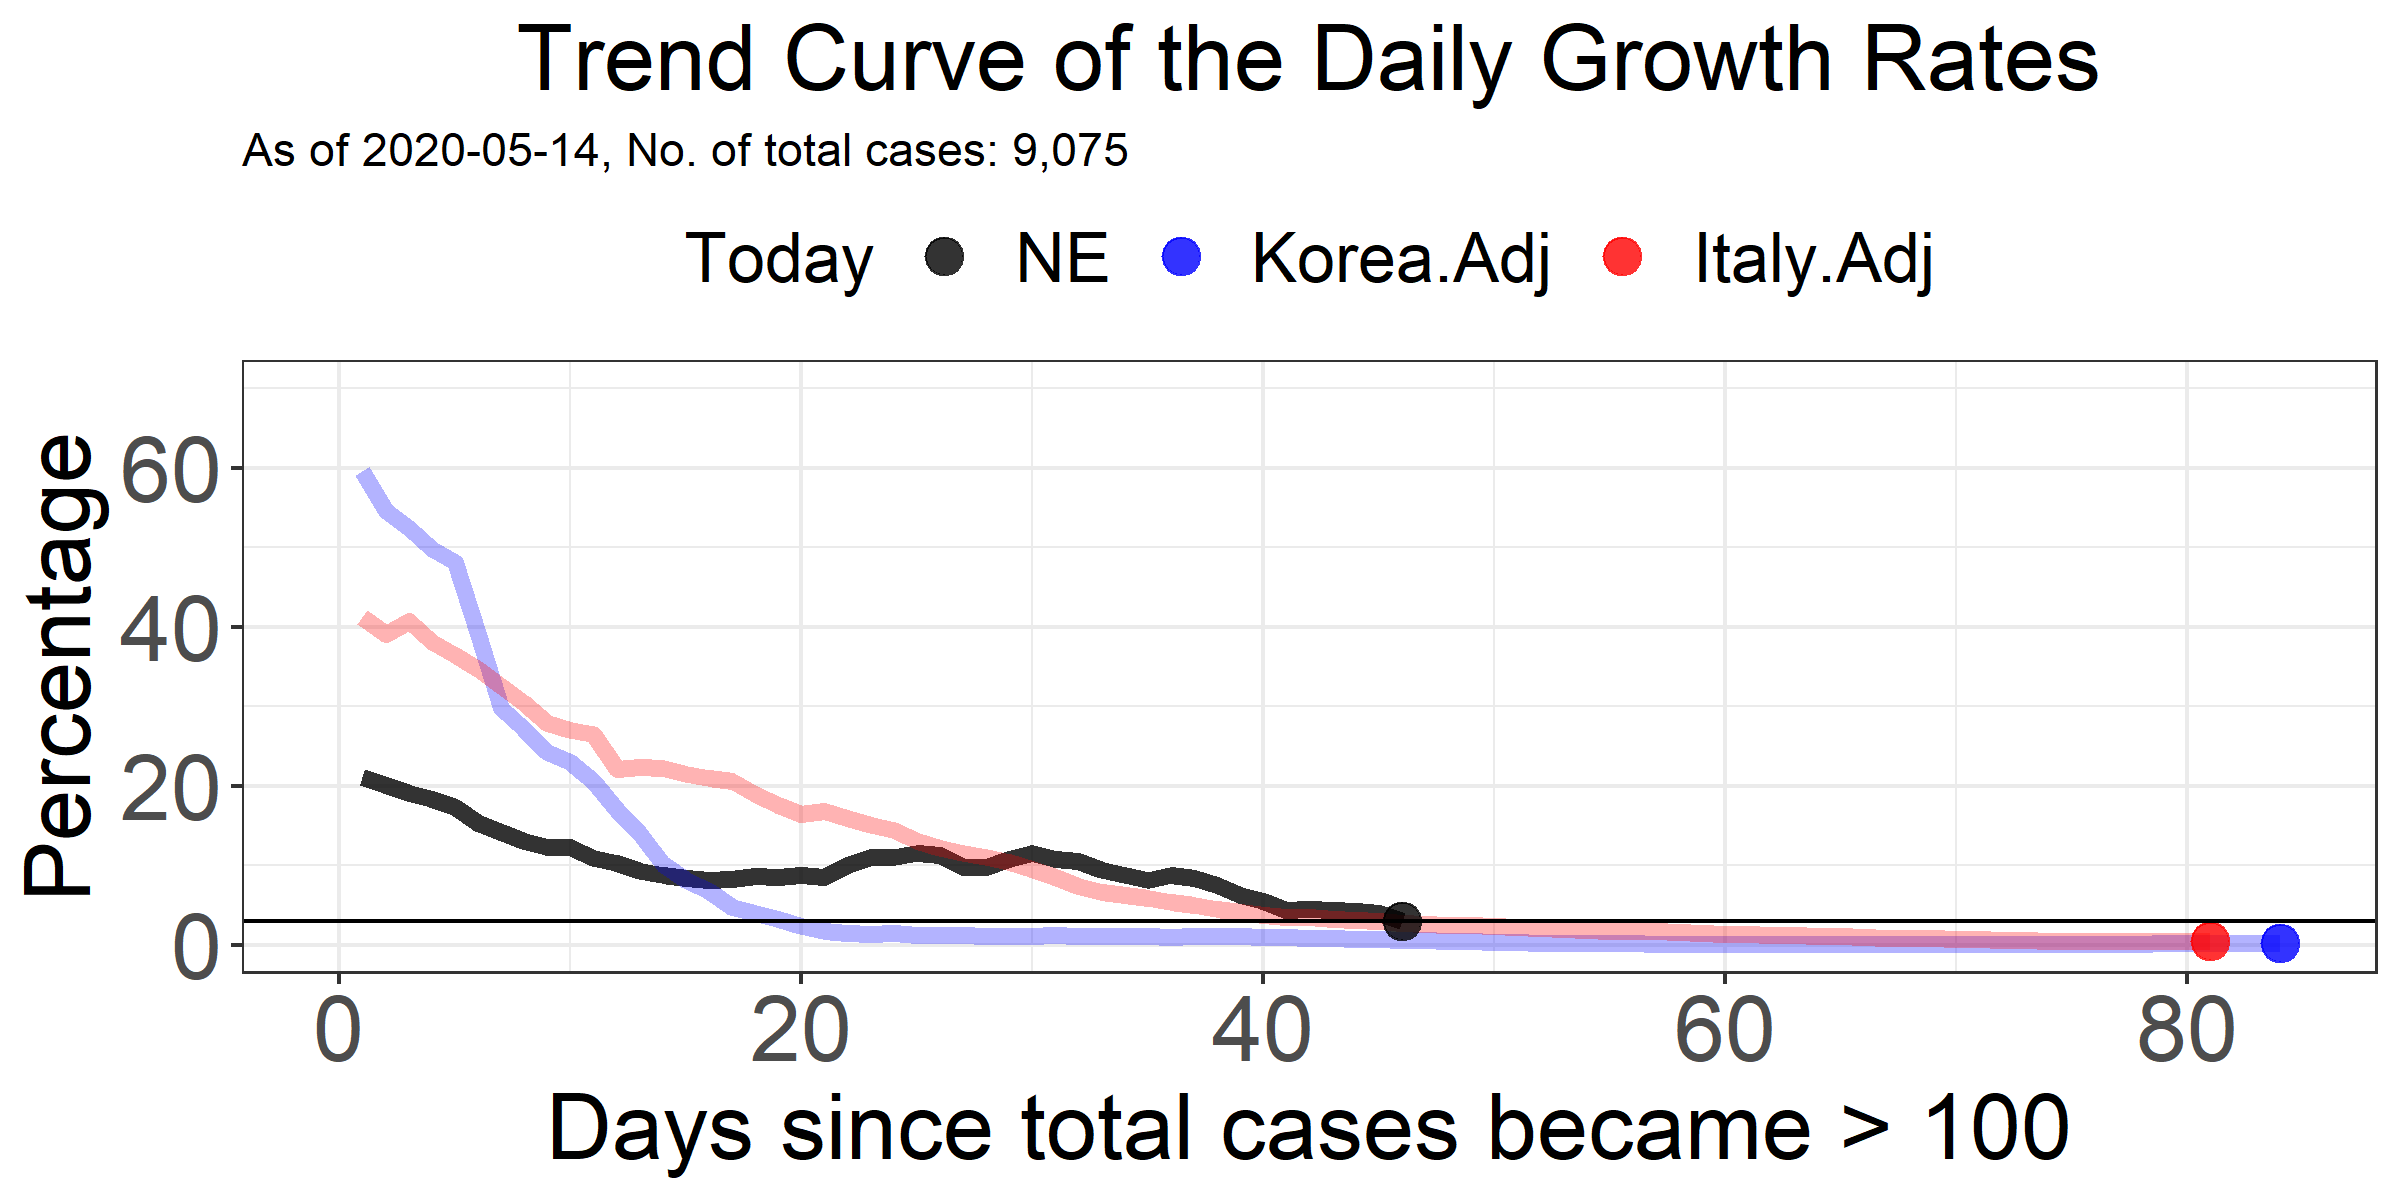 Trend Curve of the Daily Growth Rates
As of 2020-05-14, No. of total cases: 9,075
Today NE Korea.Adj Italy.Adj
Percentage
60
40
20
0
0 20 40 60 80
Days since total cases became > 100